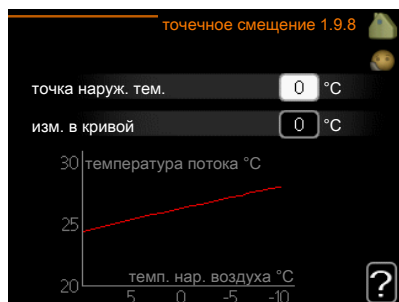 точечное смещение 1.9.8
точка наруж. тем. 0 °C
изм. в кривой 0 °C
30 температура потока °C
25
20 темп. нар. воздуха °C
5 0 -5 -10
?